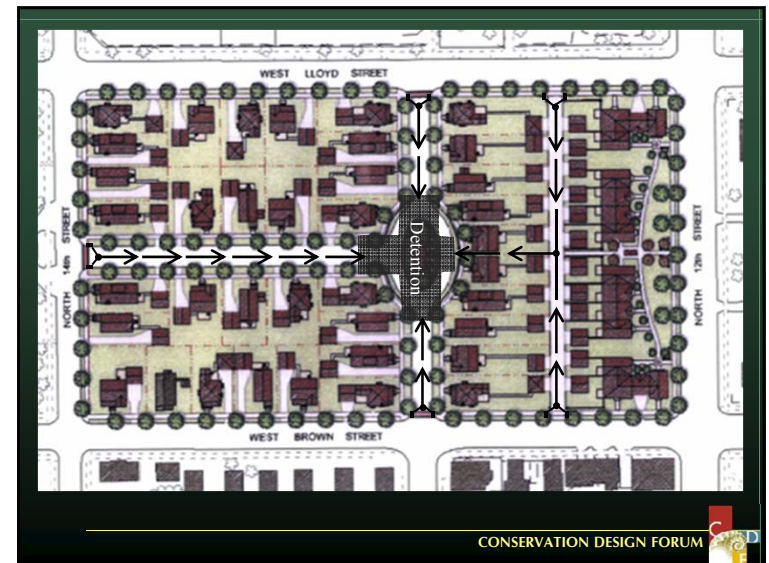 WEST LLOYD STREET
NORTH 14th STREET
Detention
NORTH 12th STREET
WEST BROWN STREET
CONSERVATION DESIGN FORUM
C
D
F